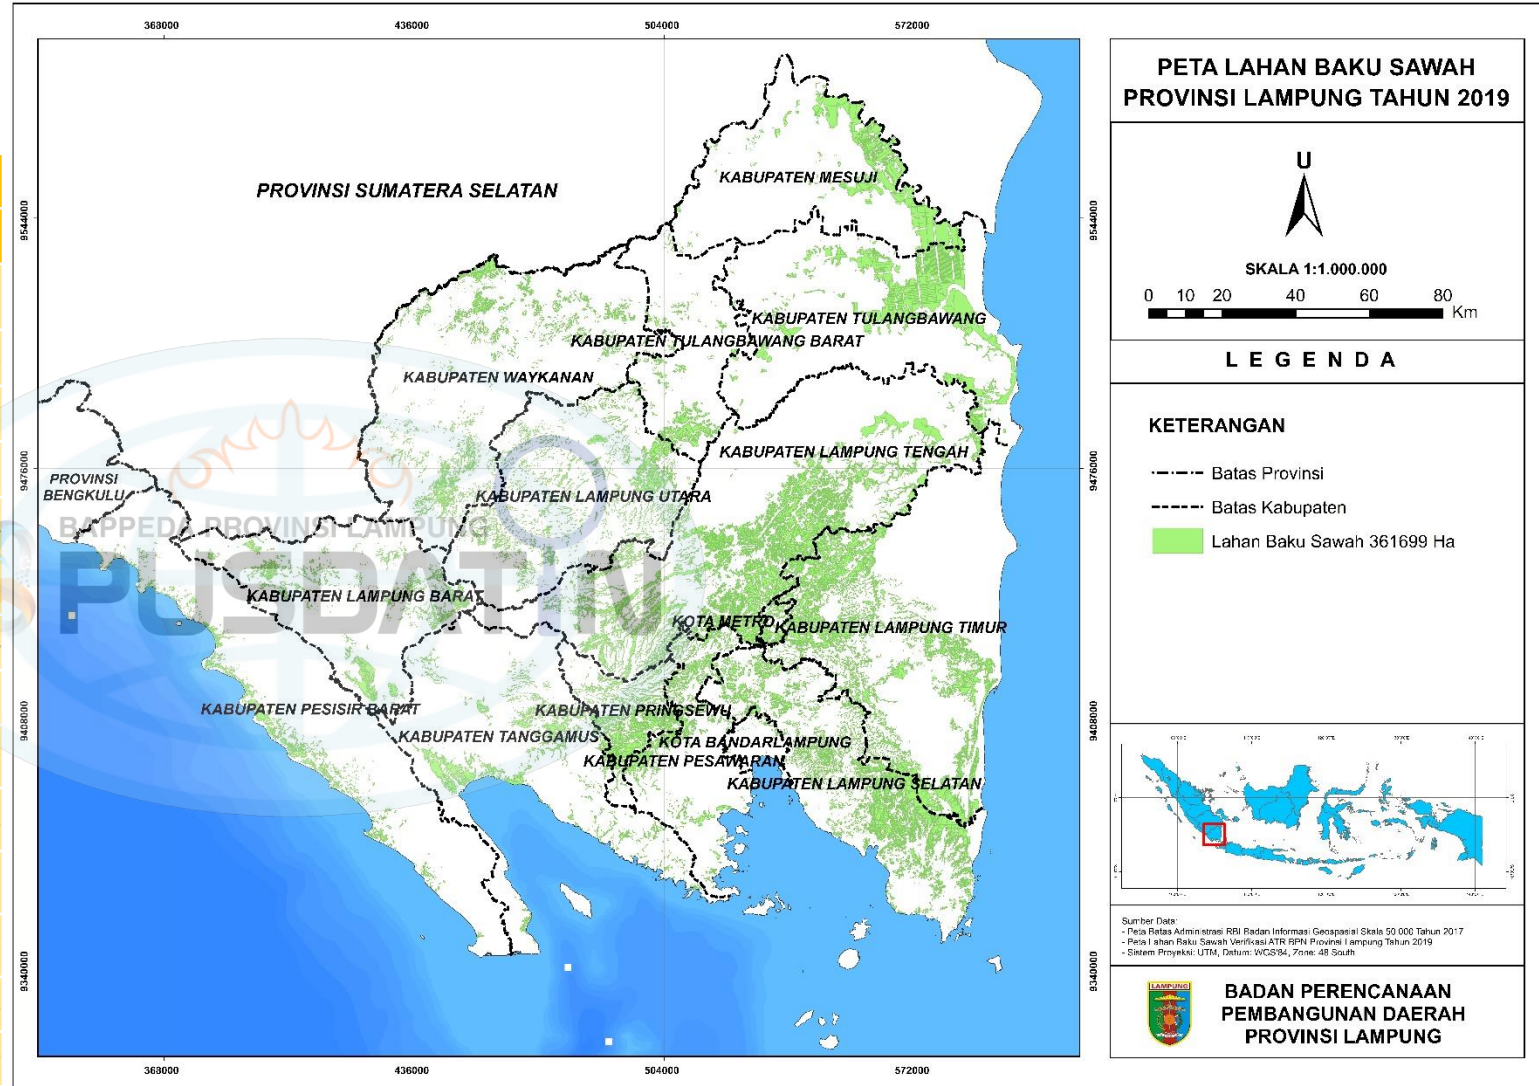 368000
436000
504000
572000
PETA LAHAN BAKU SAWAH
PROVINSI LAMPUNG TAHUN 2019
U
SKALA 1:1.000.000
0 10 20 40 60 80
Km
L E G E N D A
KETERANGAN
Batas Provinsi
Batas Kabupaten
Lahan Baku Sawah 361699 Ha
PROVINSI SUMATERA SELATAN
KABUPATEN MESUJI
9544000
9544000
KABUPATEN TULANGBAWANG
KABUPATEN TULANGBAWANG BARAT
KABUPATEN WAYKANAN
KABUPATEN LAMPUNG TENGAH
9476000
9476000
PROVINSI
BENGKULU
KABUPATEN LAMPUNG UTARA
BAPPEDA PROVINSI LAMPUNG
PUSDATIN
KABUPATEN LAMPUNG BARAT
KOTA METRO
KABUPATEN LAMPUNG TIMUR
KABUPATEN PESISIR BARAT
KABUPATEN PRINGSEWU
9408000
9408000
KABUPATEN TANGGAMUS
KOTA BANDARLAMPUNG
KABUPATEN PESAWARAN
KABUPATEN LAMPUNG SELATAN
9340000
9340000
368000
436000
504000
572000
Sumber Data:
- Peta Batas Administrasi RBI Badan Informasi Geospasial Skala 50.000 Tahun 2017
- Peta Lahan Baku Sawah Verifikasi ATR BPN Provinsi Lampung Tahun 2019
- Sistem Proyeksi: UTM, Datum: WGS'84, Zone: 48 South
LAMPUNG
BADAN PERENCANAAN
PEMBANGUNAN DAERAH
PROVINSI LAMPUNG